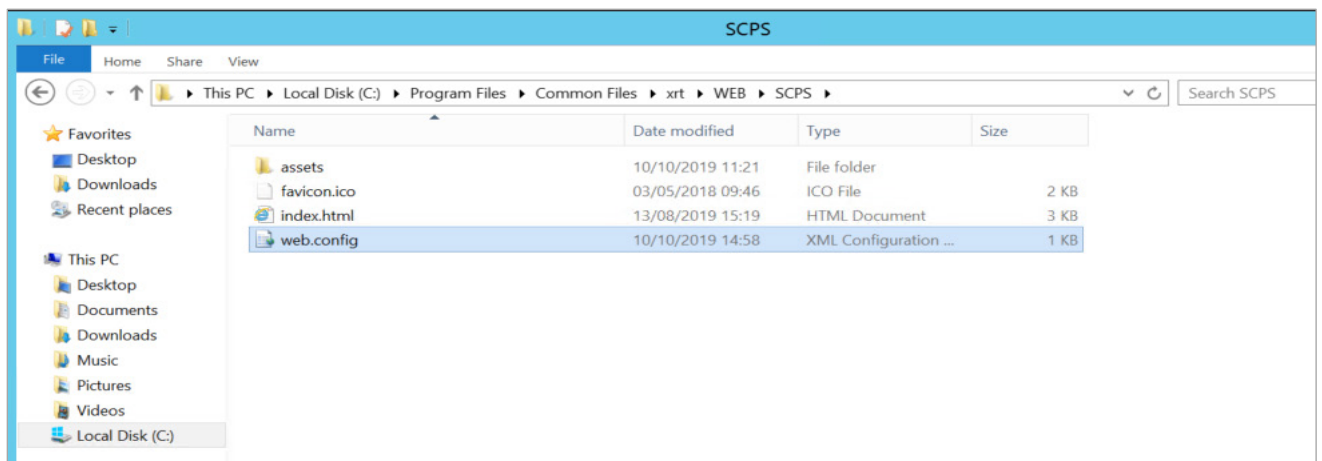 SCPS
File Home Share View
This PC Local Disk (C:) Program Files Common Files xrt WEB SCPS Search SCPS
Favorites
Desktop
Downloads
Recent places
This PC
Desktop
Documents
Downloads
Music
Pictures
Videos
Local Disk (C:)
Name Date modified Type Size
assets 10/10/2019 11:21 File folder
favicon.ico 03/05/2018 09:46 ICO File 2 KB
index.html 13/08/2019 15:19 HTML Document 3 KB
web.config 10/10/2019 14:58 XML Configuration ... 1 KB